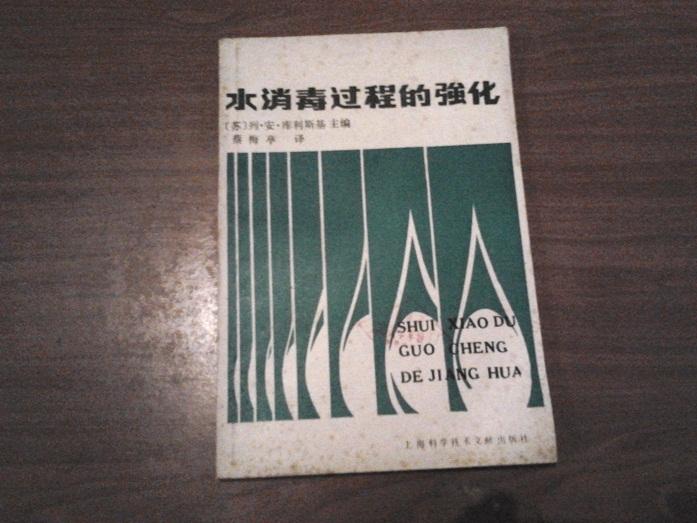 水消毒过程的强化
〔苏〕列·安·库利斯基 主编
蔡梅亭 译
SHUI XIAO DU
GUO CHENG
DE JIANG HUA
上海科学技术文献出版社